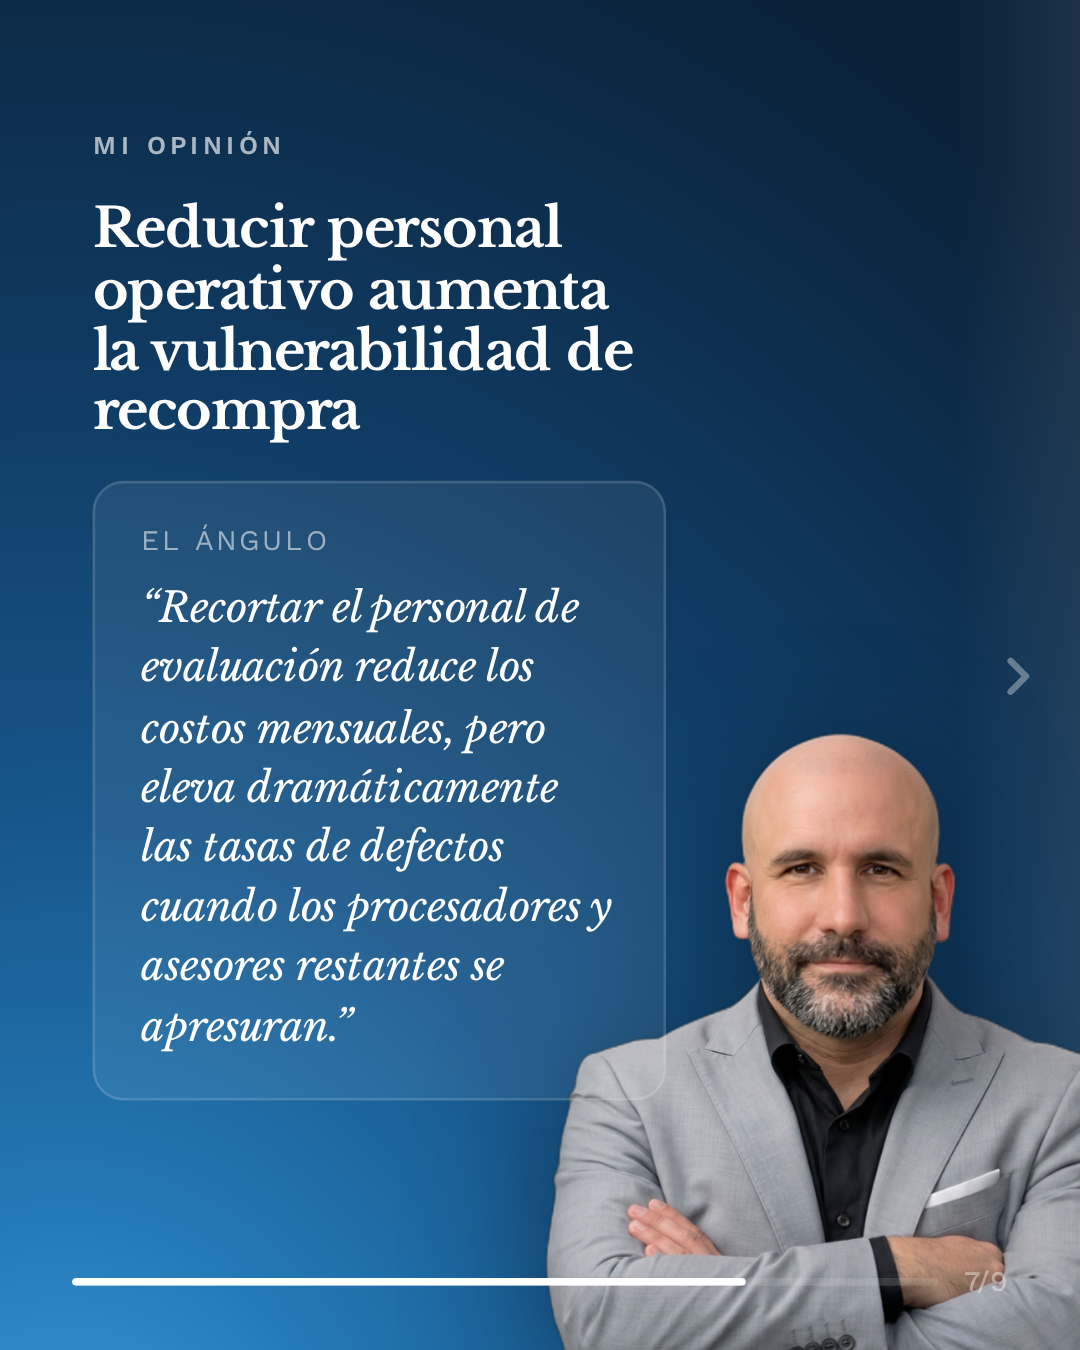 MI OPINIÓN
Reducir personal
operativo aumenta
la vulnerabilidad de
recompra
EL ÁNGULO
“Recortar el personal de
evaluación reduce los
costos mensuales, pero
eleva dramáticamente
las tasas de defectos
cuando los procesadores y
asesores restantes se
apresuran.”
7/9